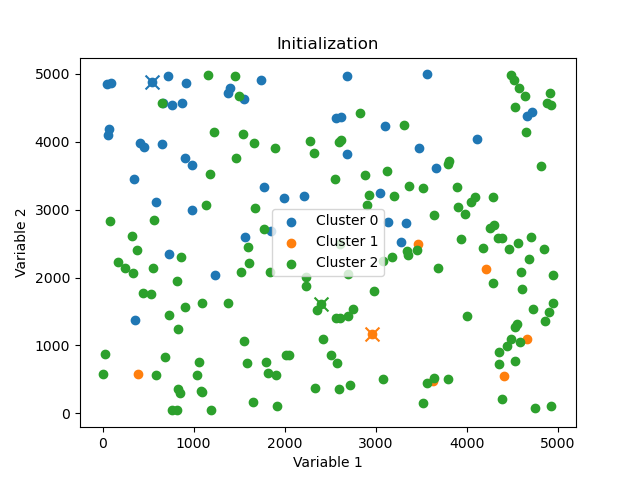 Initialization
5000
4000
3000
2000
1000
0
Variable 2
Cluster 0
Cluster 1
Cluster 2
0
1000
2000
3000
4000
5000
Variable 1